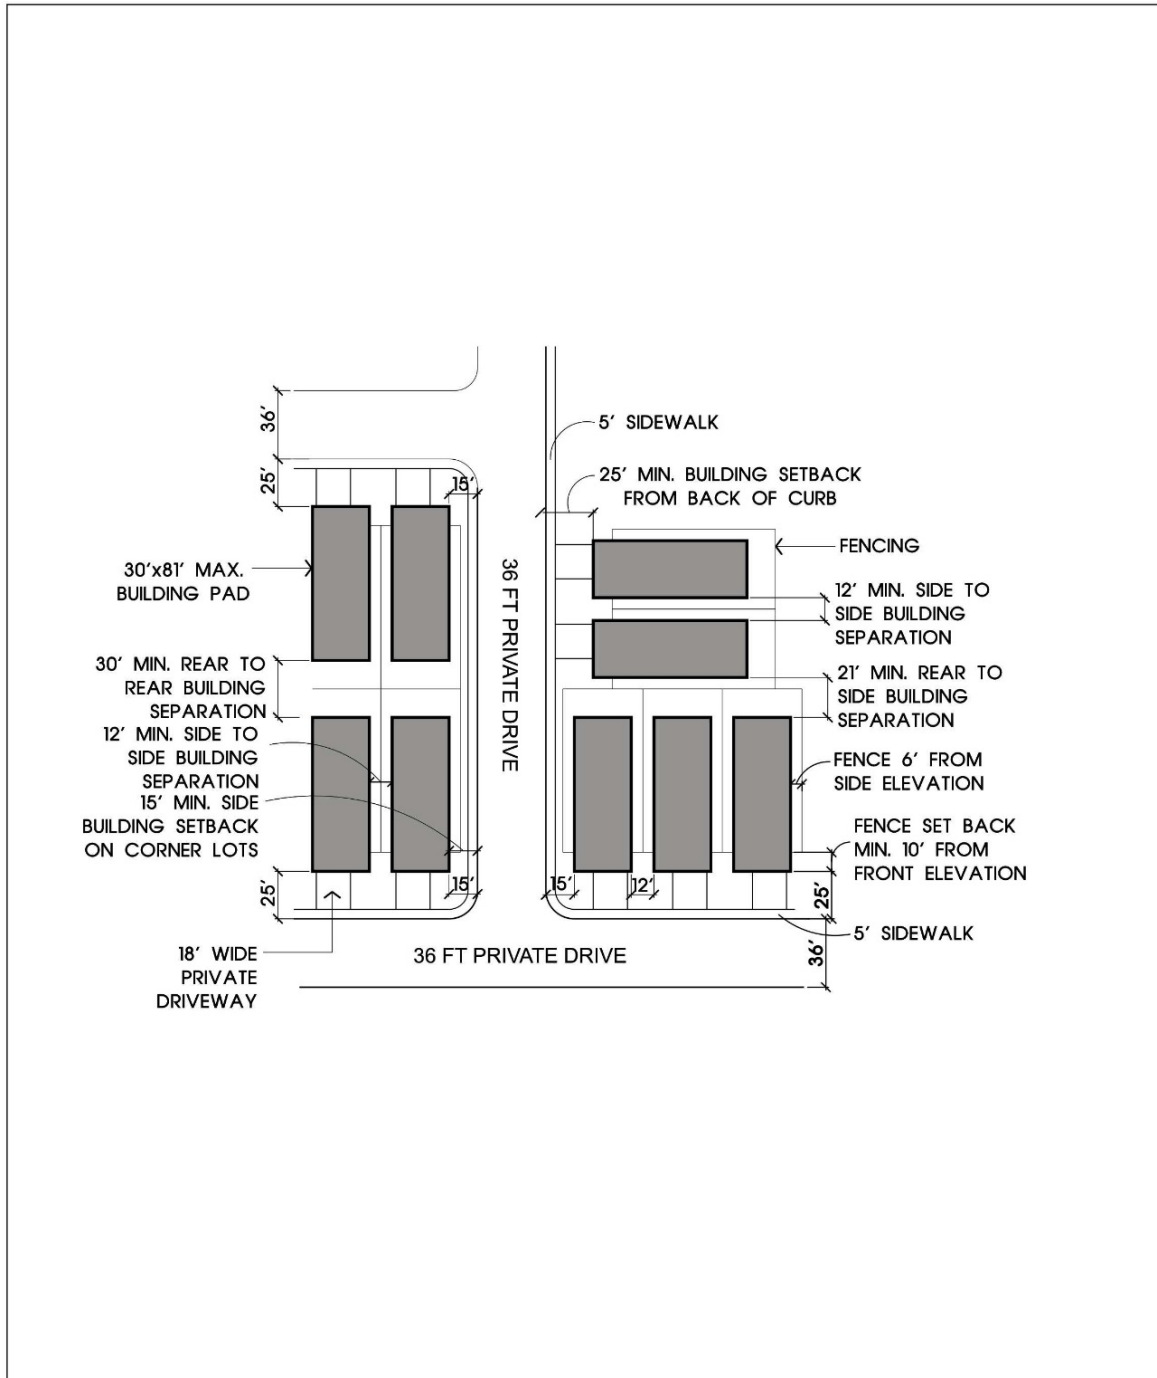 36'
5' SIDEWALK
25'
15'
25' MIN. BUILDING SETBACK
FROM BACK OF CURB
FENCING
30'x81' MAX.
BUILDING PAD
36 FT PRIVATE DRIVE
12' MIN. SIDE TO
SIDE BUILDING
SEPARATION
30' MIN. REAR TO
REAR BUILDING
SEPARATION
21' MIN. REAR TO
SIDE BUILDING
SEPARATION
12' MIN. SIDE TO
SIDE BUILDING
SEPARATION
FENCE 6' FROM
SIDE ELEVATION
15' MIN. SIDE
BUILDING SETBACK
ON CORNER LOTS
FENCE SET BACK
MIN. 10' FROM
FRONT ELEVATION
25'
15'
15'
12'
25'
5' SIDEWALK
18' WIDE
PRIVATE
DRIVEWAY
36 FT PRIVATE DRIVE
36'